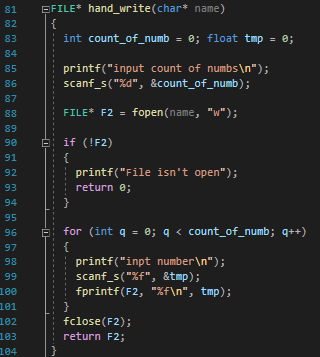 81 FILE* hand_write(char* name)
82 {
83 int count_of_numb = 0; float tmp = 0;
84
85 printf("input count of numbs\n");
86 scanf_s("%d", &count_of_numb);
87
88 FILE* F2 = fopen(name, "w");
89
90 if (!F2)
91 {
92 printf("File isn't open");
93 return 0;
94 }
95
96 for (int q = 0; q < count_of_numb; q++)
97 {
98 printf("inpt number\n");
99 scanf_s("%f", &tmp);
100 fprintf(F2, "%f\n", tmp);
101 }
102 fclose(F2);
103 return F2;
104 }